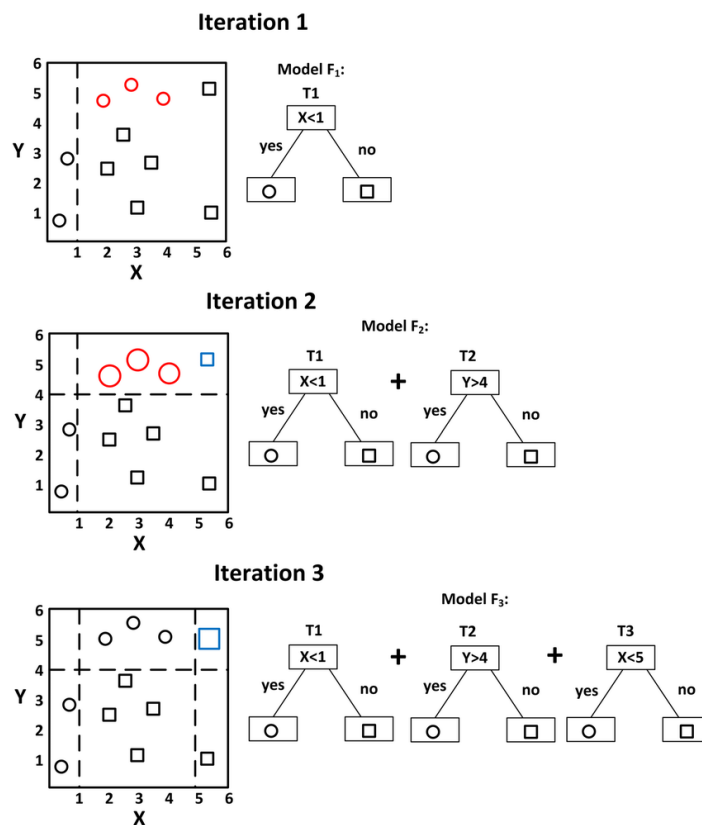 Iteration 1
Model F₁:
T1
X<1
yes
no
6
5
4
3
2
1
Y
1 2 3 4 5 6
X
Iteration 2
Model F₂:
T1
X<1
yes
no
+
T2
Y>4
yes
no
6
5
4
3
2
1
Y
1 2 3 4 5 6
X
Iteration 3
Model F₃:
T1
X<1
yes
no
+
T2
Y>4
yes
no
+
T3
X<5
yes
no
6
5
4
3
2
1
Y
1 2 3 4 5 6
X